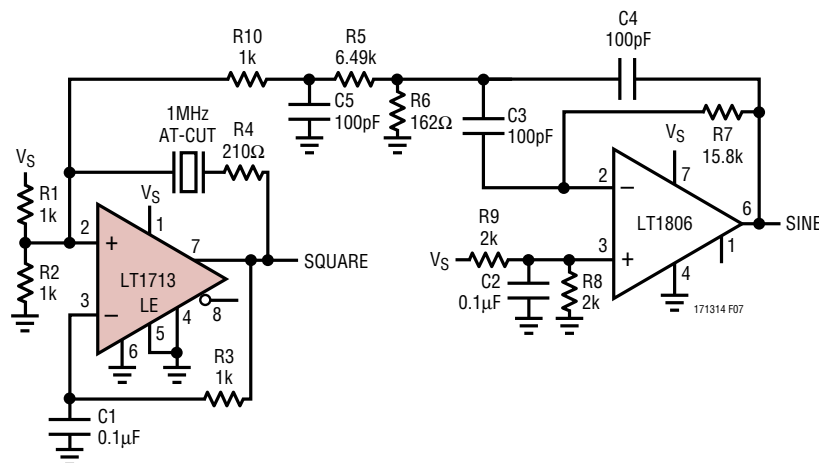 C4
100pF
R10
1k
R5
6.49k
C5
100pF
R6
162Ω
C3
100pF
1MHz
AT-CUT
R4
210Ω
R7
15.8k
VS
R1
1k
VS
1
2
+
7
SQUARE
R2
1k
LT1713
LE
3
−
8
4
5
6
R3
1k
C1
0.1µF
VS
7
2
−
LT1806
6
SINE
R9
2k
VS
3
+
1
C2
0.1µF
R8
2k
4
171314 F07